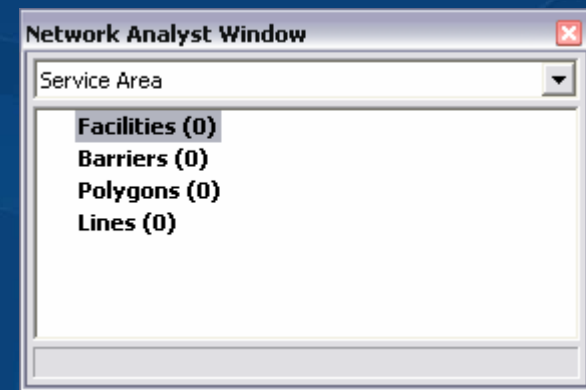 Network Analyst Window
Service Area
Facilities (0)
Barriers (0)
Polygons (0)
Lines (0)